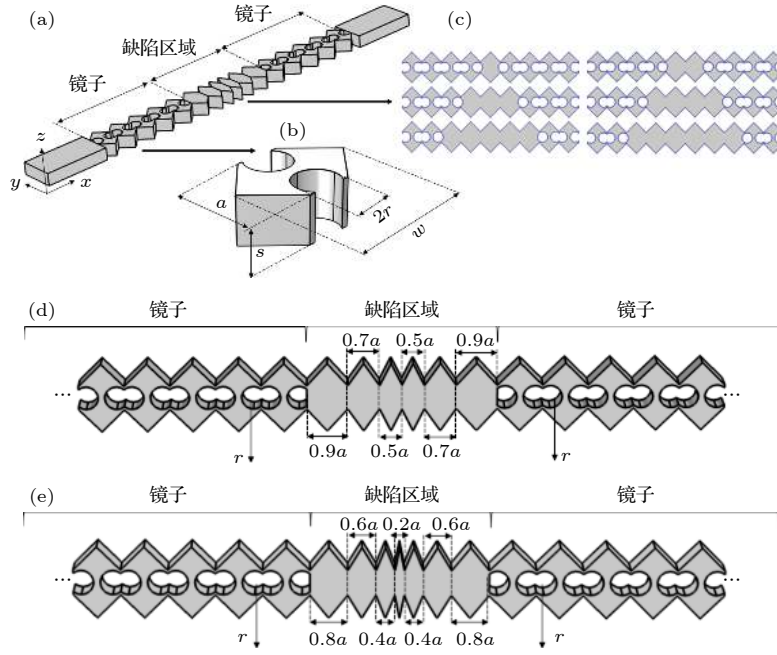 (a)
镜子
缺陷区域
镜子
z
y
x
(b)
a
s
2r
w
(c)
(d)
镜子
缺陷区域
镜子
0.7a
0.5a
0.9a
...
...
0.9a
0.5a
0.7a
r
r
(e)
镜子
缺陷区域
镜子
0.6a
0.2a
0.6a
...
...
0.8a
0.4a
0.4a
0.8a
r
r